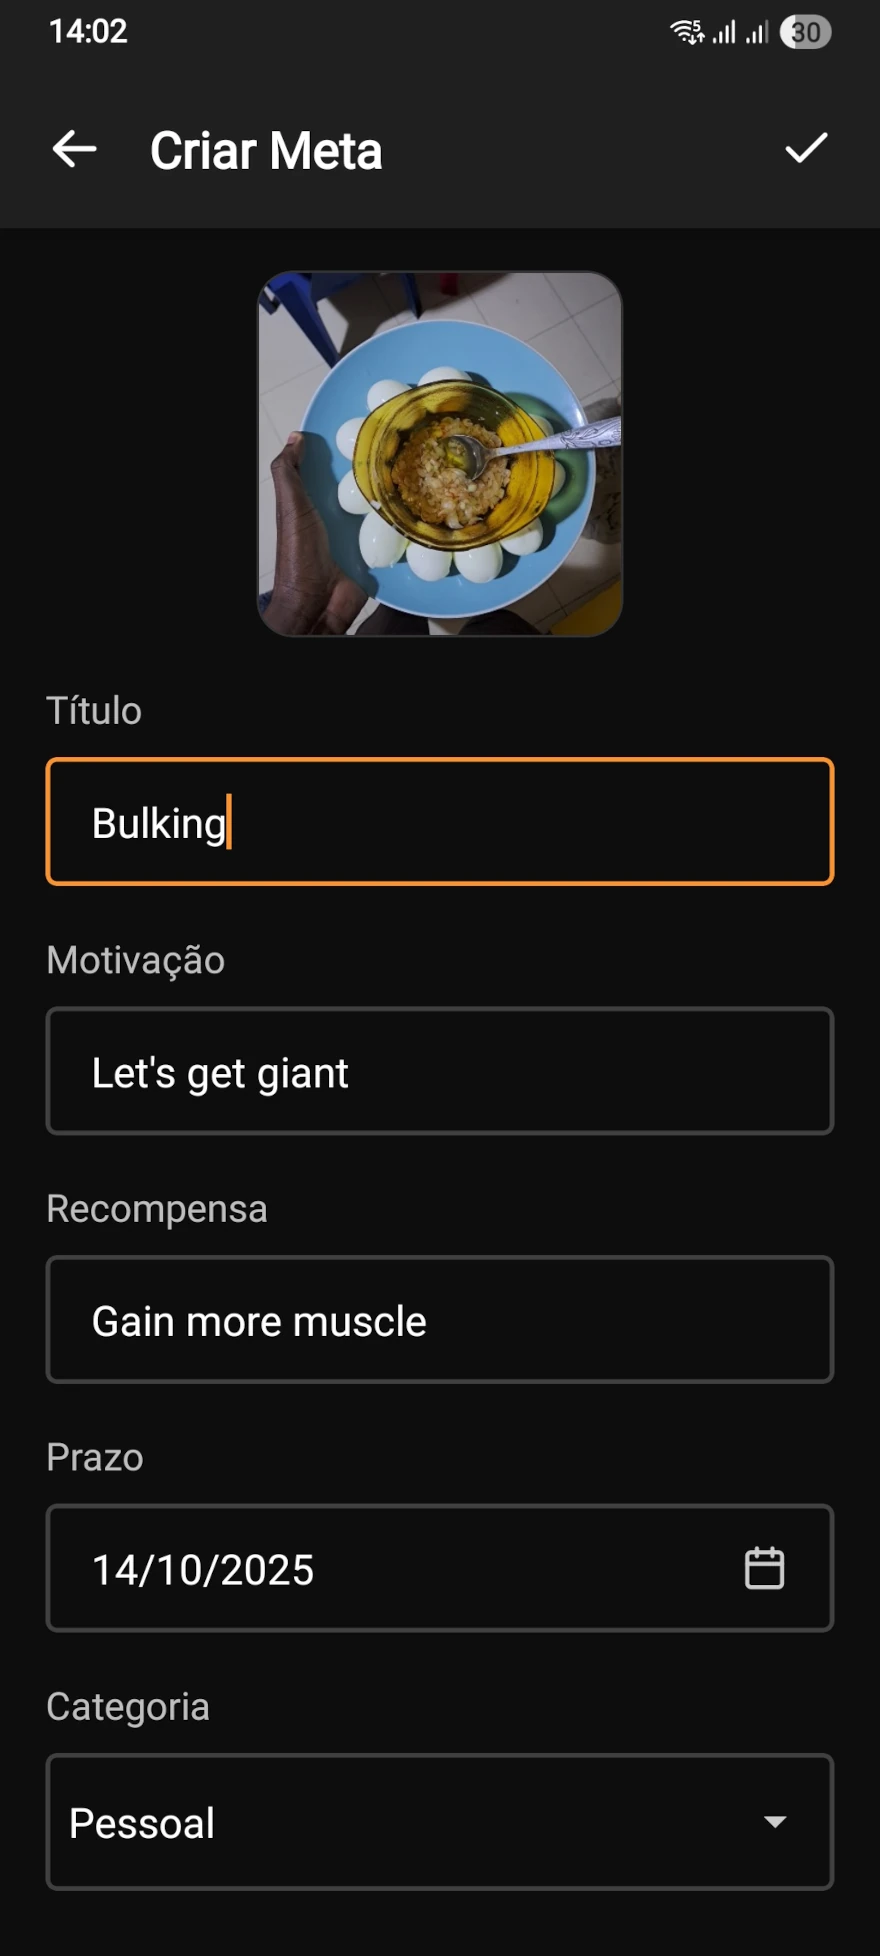 14:02
5
30
Criar Meta
Título
Bulking
Motivação
Let's get giant
Recompensa
Gain more muscle
Prazo
14/10/2025
Categoria
Pessoal